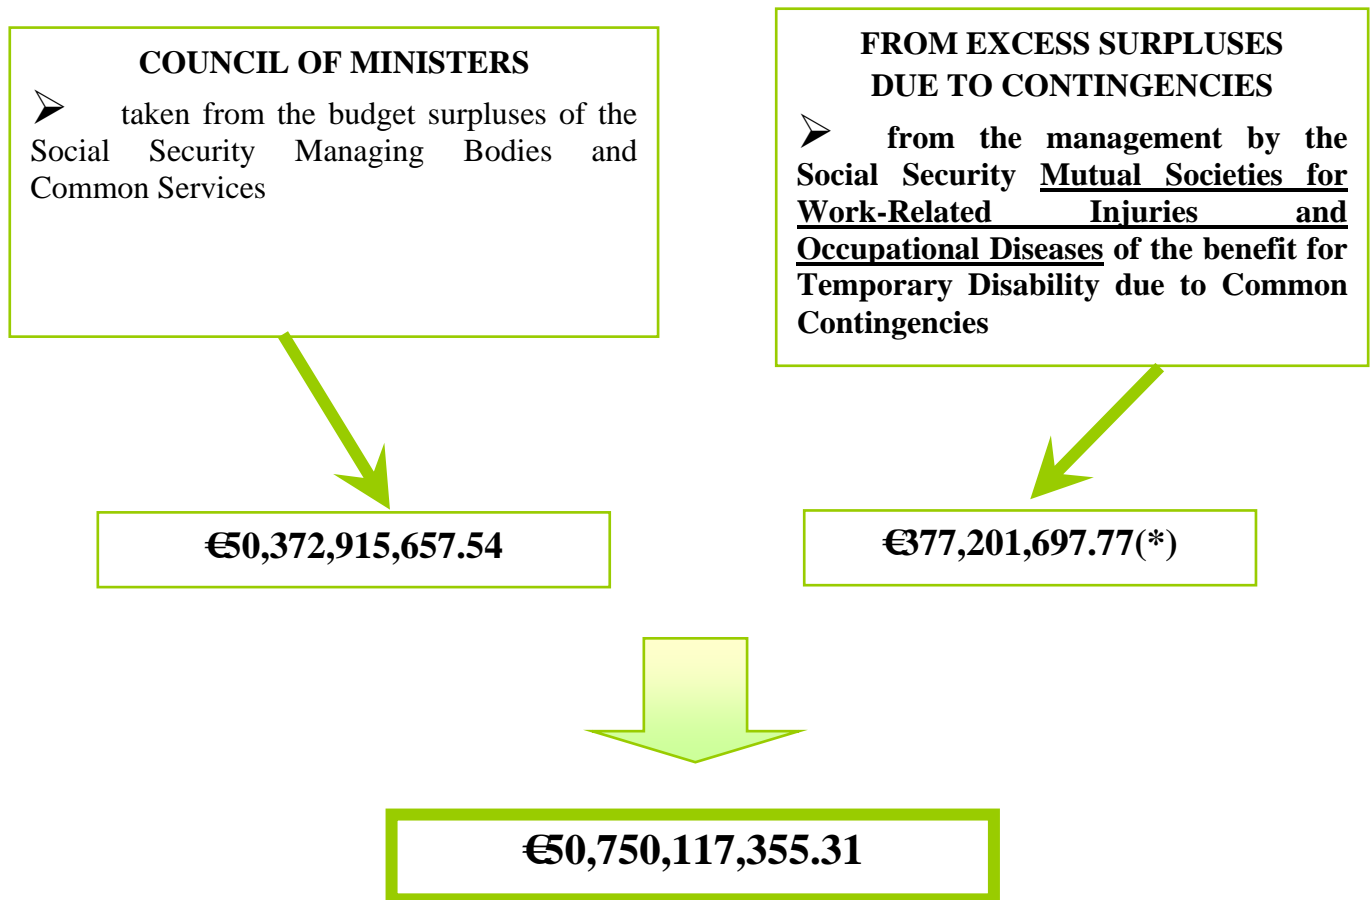 COUNCIL OF MINISTERS
➢ taken from the budget surpluses of the
Social Security Managing Bodies and
Common Services
FROM EXCESS SURPLUSES
DUE TO CONTINGENCIES
➢ from the management by the
Social Security Mutual Societies for
Work-Related Injuries and
Occupational Diseases of the benefit for
Temporary Disability due to Common
Contingencies
€50,372,915,657.54
€377,201,697.77(*)
€50,750,117,355.31